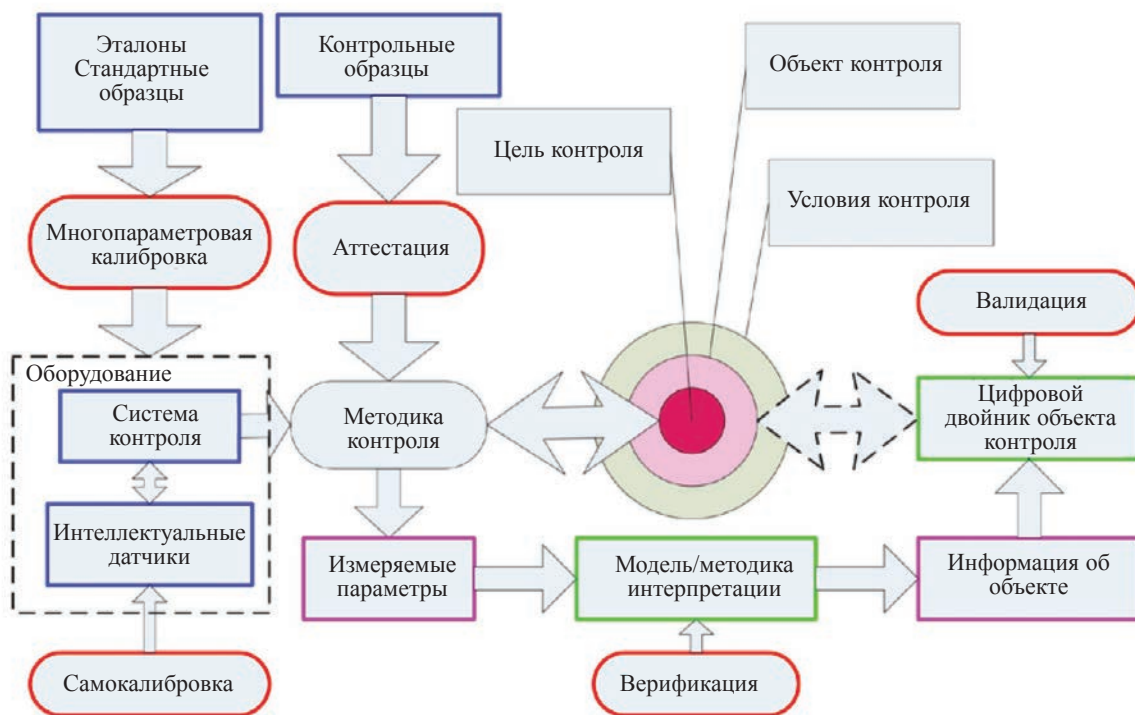 Эталоны
Стандартные
образцы
Контрольные
образцы
Объект контроля
Цель контроля
Условия контроля
Многопараметровая
калибровка
Аттестация
Валидация
Оборудование
Система
контроля
Методика
контроля
Цифровой
двойник объекта
контроля
Интеллектуальные
датчики
Измеряемые
параметры
Модель/методика
интерпретации
Информация об
объекте
Самокалибровка
Верификация